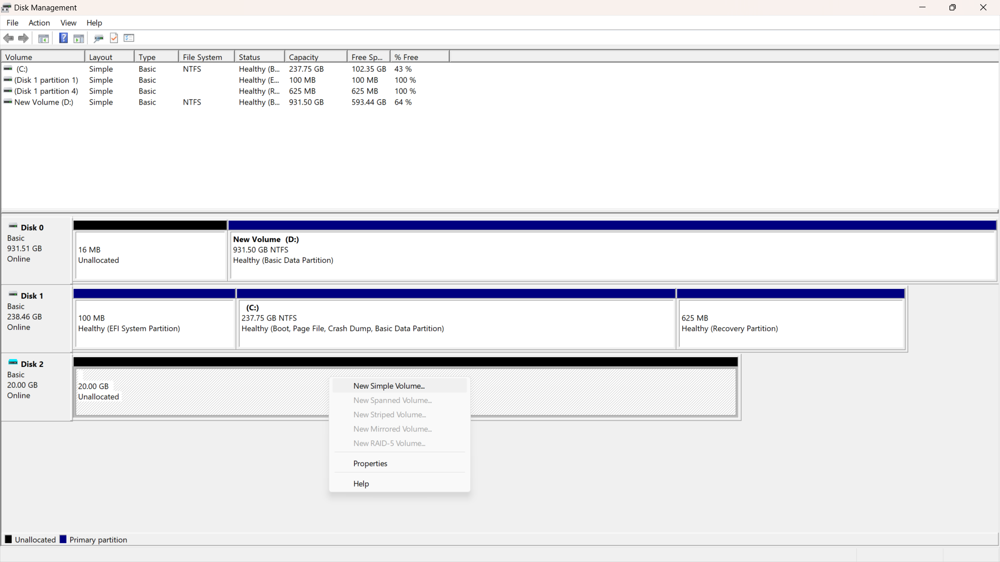 Disk Management
File Action View Help
Volume Layout Type File System Status Capacity Free Sp... % Free
(C:) Simple Basic NTFS Healthy (B... 237.75 GB 102.35 GB 43 %
(Disk 1 partition 1) Simple Basic Healthy (E... 100 MB 100 MB 100 %
(Disk 1 partition 4) Simple Basic Healthy (R... 625 MB 625 MB 100 %
New Volume (D:) Simple Basic NTFS Healthy (B... 931.50 GB 593.44 GB 64 %
Disk 0
Basic
931.51 GB
Online
16 MB
Unallocated
New Volume (D:)
931.50 GB NTFS
Healthy (Basic Data Partition)
Disk 1
Basic
238.46 GB
Online
100 MB
Healthy (EFI System Partition)
(C:)
237.75 GB NTFS
Healthy (Boot, Page File, Crash Dump, Basic Data Partition)
625 MB
Healthy (Recovery Partition)
Disk 2
Basic
20.00 GB
Online
20.00 GB
Unallocated
New Simple Volume...
New Spanned Volume...
New Striped Volume...
New Mirrored Volume...
New RAID-5 Volume...
Properties
Help
Unallocated Primary partition